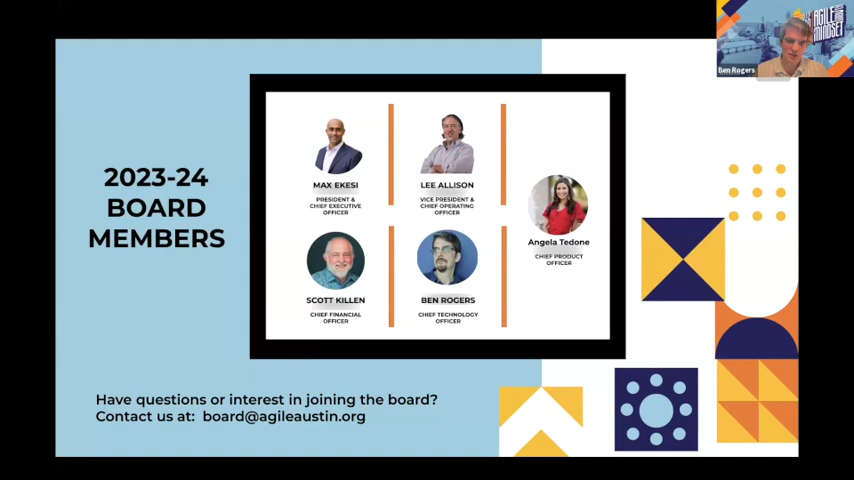 AGILE
MINDSET
Ben Rogers
2023-24
BOARD
MEMBERS
MAX EKESI
PRESIDENT &
CHIEF EXECUTIVE
OFFICER
LEE ALLISON
VICE PRESIDENT &
CHIEF OPERATING
OFFICER
Angela Tedone
CHIEF PRODUCT
OFFICER
SCOTT KILLEN
CHIEF FINANCIAL
OFFICER
BEN ROGERS
CHIEF TECHNOLOGY
OFFICER
Have questions or interest in joining the board?
Contact us at: board@agileaustin.org